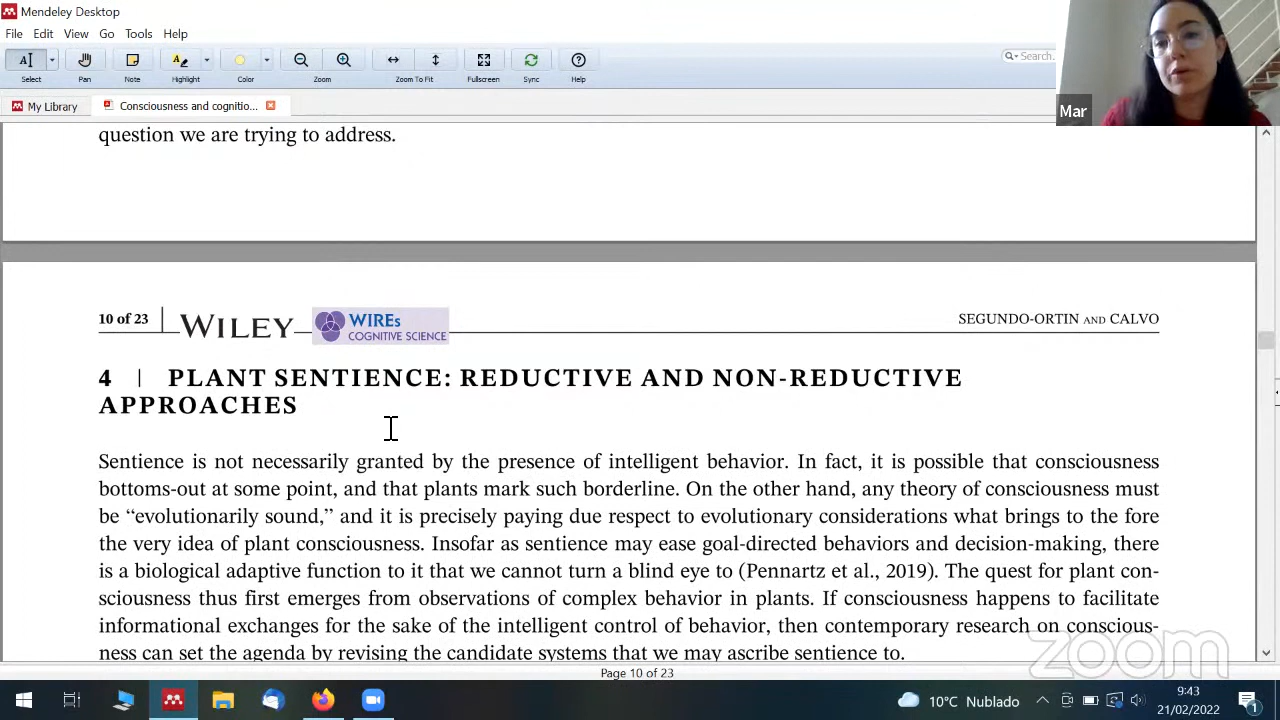 Mendeley Desktop
File Edit View Go Tools Help
Select Pan Note Highlight Color Zoom Zoom To Fit Fullscreen Sync Help
Search...
My Library Consciousness and cognitio...
Mar
question we are trying to address.
10 of 23 WILEY WIREs COGNITIVE SCIENCE SEGUNDO-ORTIN AND CALVO
4 | PLANT SENTIENCE: REDUCTIVE AND NON-REDUCTIVE
APPROACHES
Sentience is not necessarily granted by the presence of intelligent behavior. In fact, it is possible that consciousness
bottoms-out at some point, and that plants mark such borderline. On the other hand, any theory of consciousness must
be “evolutionarily sound,” and it is precisely paying due respect to evolutionary considerations what brings to the fore
the very idea of plant consciousness. Insofar as sentience may ease goal-directed behaviors and decision-making, there
is a biological adaptive function to it that we cannot turn a blind eye to (Pennartz et al., 2019). The quest for plant con-
sciousness thus first emerges from observations of complex behavior in plants. If consciousness happens to facilitate
informational exchanges for the sake of the intelligent control of behavior, then contemporary research on conscious-
ness can set the agenda by revising the candidate systems that we may ascribe sentience to.
zoom
Page 10 of 23
10°C Nublado
9:43
21/02/2022
1